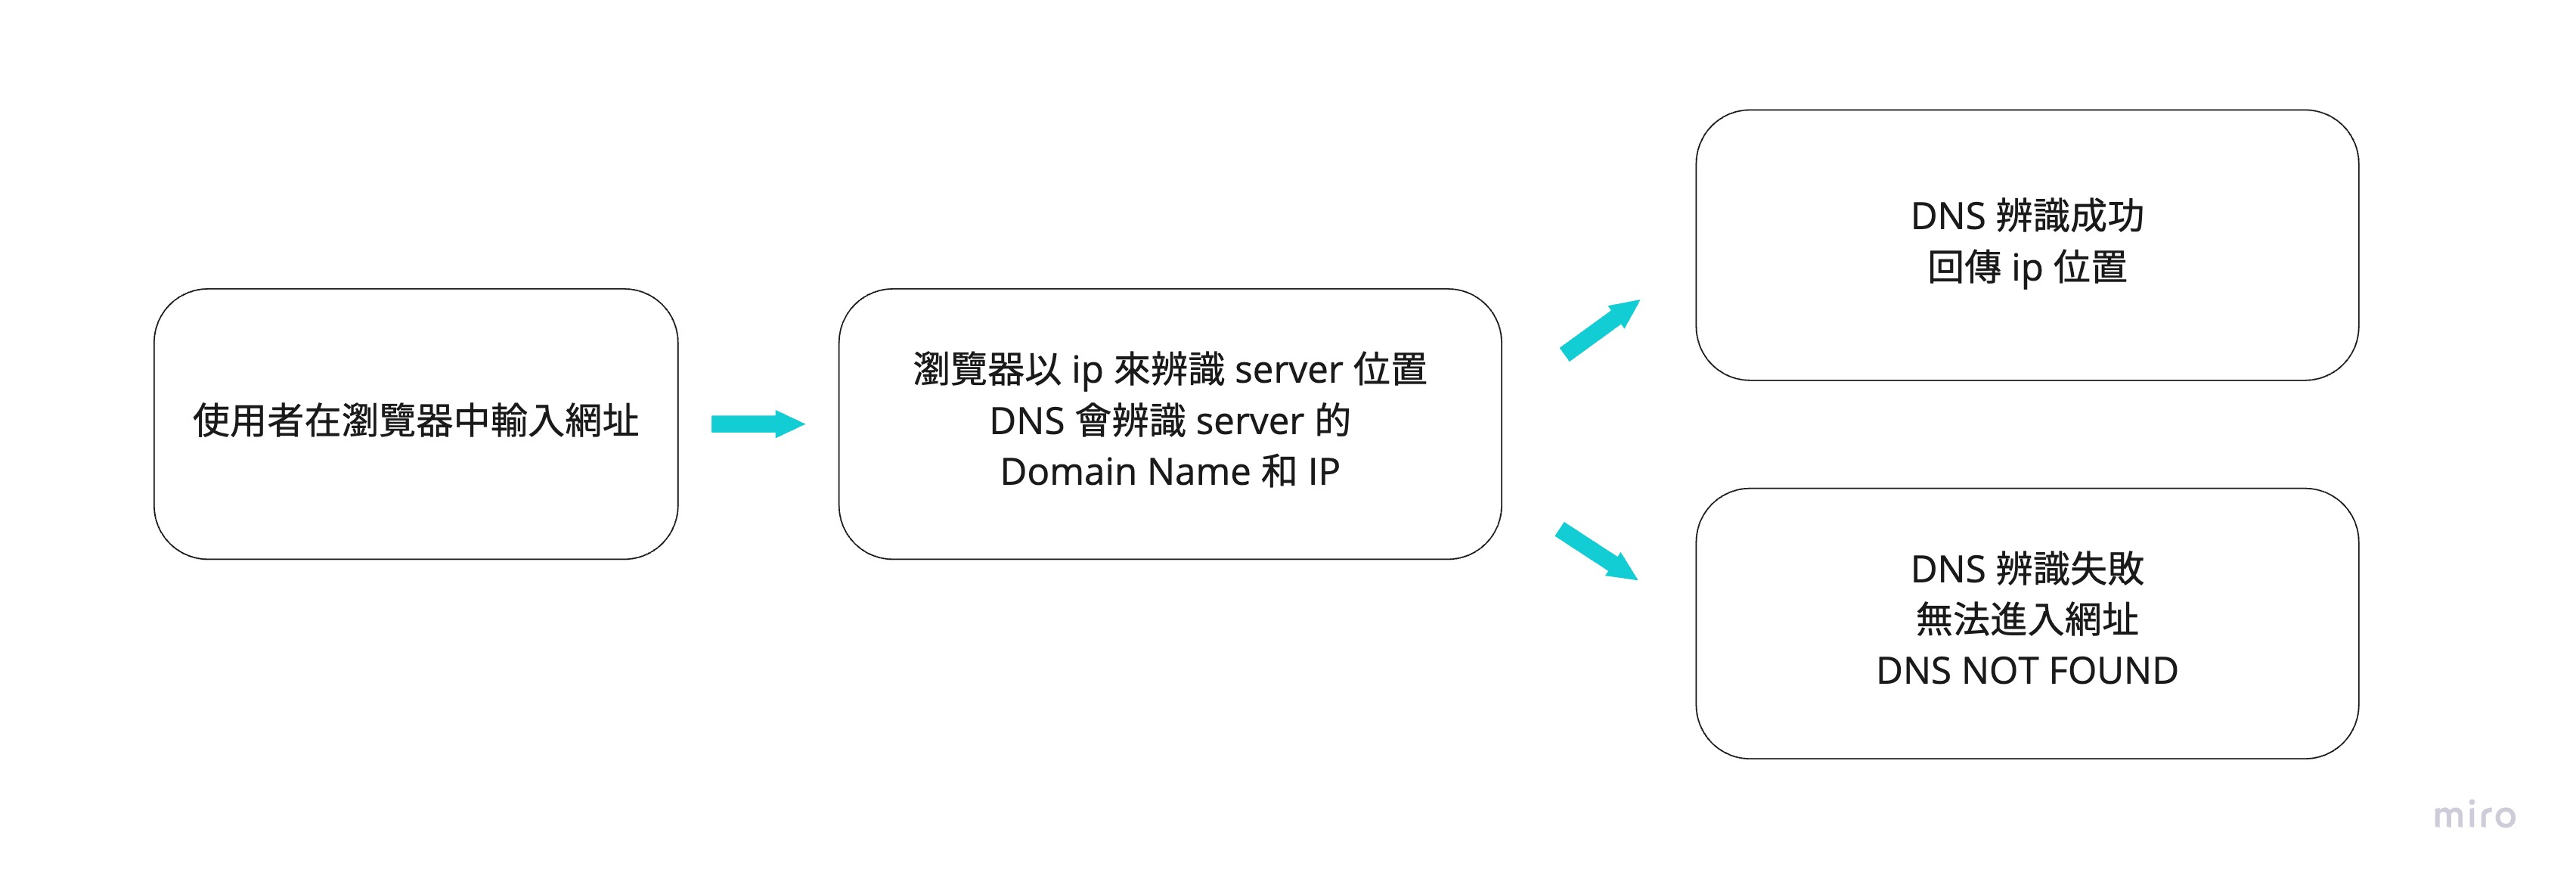 使用者在瀏覽器中輸入網址
瀏覽器以 ip 來辨識 server 位置
DNS 會辨識 server 的
Domain Name 和 IP
DNS 辨識成功
回傳 ip 位置
DNS 辨識失敗
無法進入網址
DNS NOT FOUND
miro